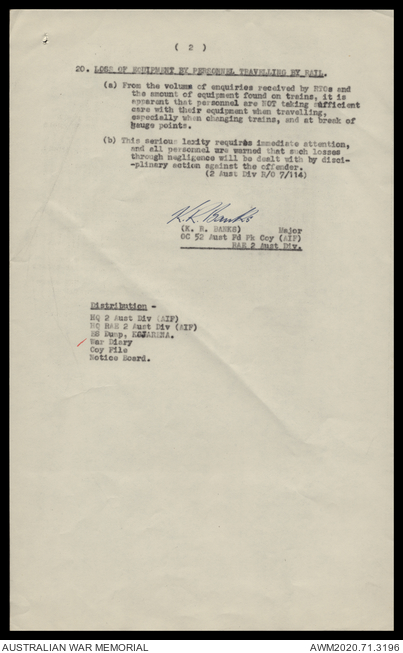 ( 2 )
20. LOSS OF EQUIPMENT BY PERSONNEL TRAVELLING BY RAIL.
(a) From the volume of enquiries received by RTOs and
the amount of equipment found on trains, it is
apparent that personnel are NOT taking sufficient
care with their equipment when travelling,
especially when changing trains, and at break of
gauge points.
(b) This serious laxity requires immediate attention,
and all personnel are warned that such losses
through negligence will be dealt with by disci-
plinary action against the offender.
(2 Aust Div R/O 7/114)
K. R. Banks
(K. R. BANKS) Major
OC 52 Aust Fd Pk Coy (AIF)
RAE 2 Aust Div.
Distribution -
HQ 2 Aust Div (AIF)
HQ RAE 2 Aust Div (AIF)
Dump, KOJARENA.
War Diary
Coy File
Notice Board.
AUSTRALIAN WAR MEMORIAL
AWM2020.71.3196